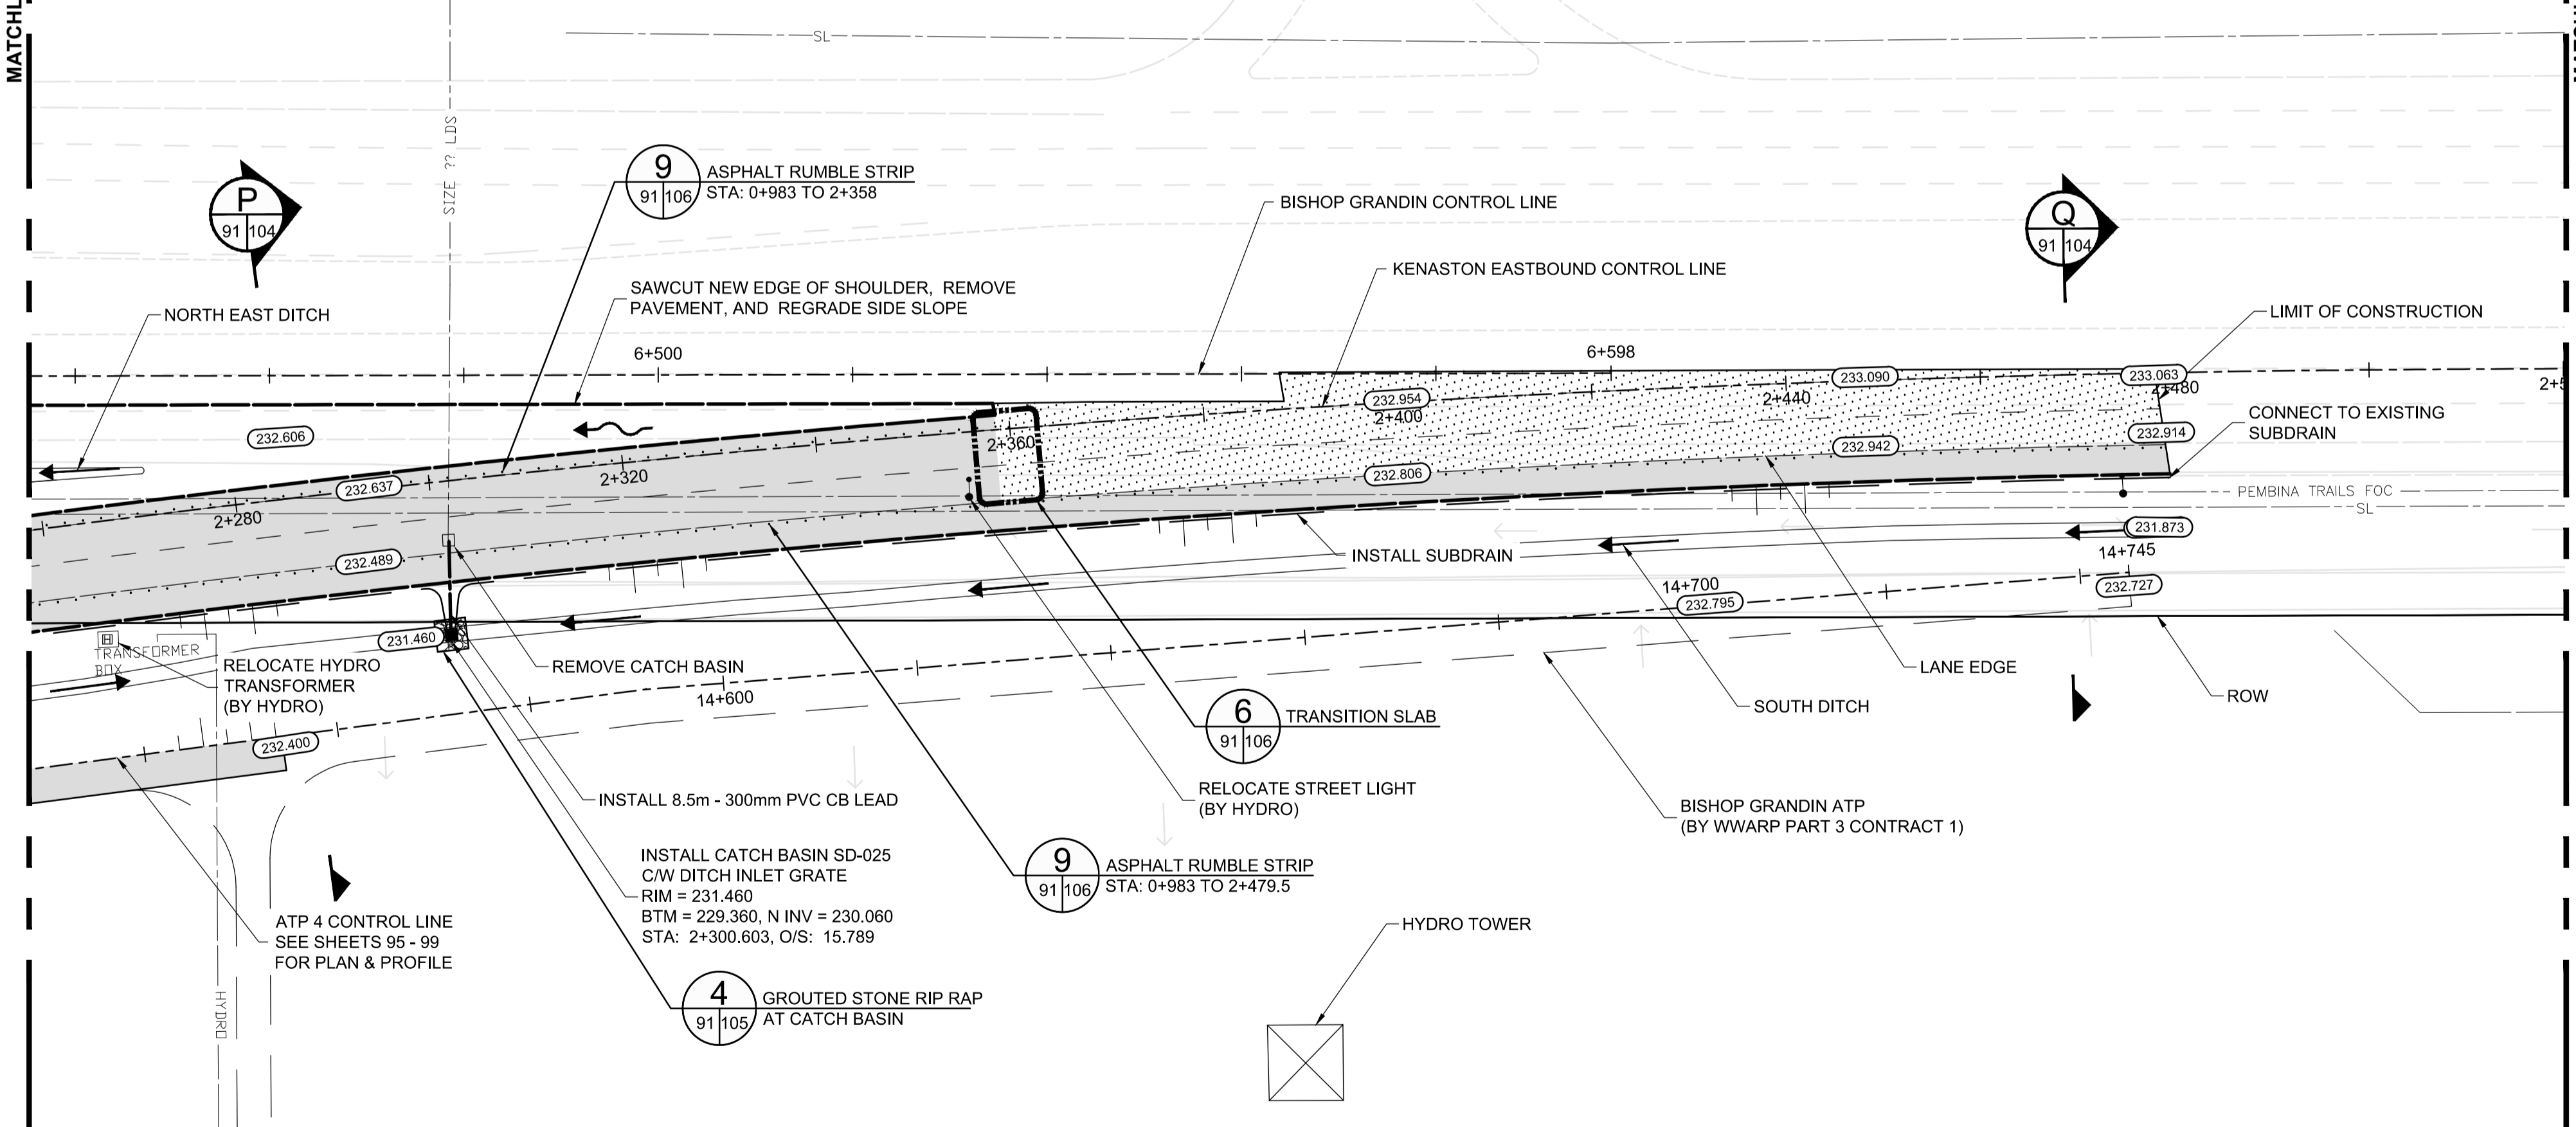 MATCHL
SL
SIZE ?? LDS
P
91 104
9
91 106
ASPHALT RUMBLE STRIP
STA: 0+983 TO 2+358
BISHOP GRANDIN CONTROL LINE
Q
91 104
KENASTON EASTBOUND CONTROL LINE
SAWCUT NEW EDGE OF SHOULDER, REMOVE
PAVEMENT, AND REGRADE SIDE SLOPE
NORTH EAST DITCH
LIMIT OF CONSTRUCTION
6+500
6+598
233.090
233.063
2+480
232.954
2+400
2+440
CONNECT TO EXISTING
SUBDRAIN
232.606
2+360
232.942
232.914
2+320
232.637
232.806
2+280
PEMBINA TRAILS FOC
SL
232.489
INSTALL SUBDRAIN
231.873
14+745
14+700
232.795
232.727
231.460
TRANSFORMER
BOX
H
RELOCATE HYDRO
TRANSFORMER
(BY HYDRO)
REMOVE CATCH BASIN
14+600
LANE EDGE
SOUTH DITCH
ROW
6
91 106
TRANSITION SLAB
232.400
INSTALL 8.5m - 300mm PVC CB LEAD
RELOCATE STREET LIGHT
(BY HYDRO)
BISHOP GRANDIN ATP
(BY WWARP PART 3 CONTRACT 1)
INSTALL CATCH BASIN SD-025
C/W DITCH INLET GRATE
RIM = 231.460
BTM = 229.360, N INV = 230.060
STA: 2+300.603, O/S: 15.789
9
91 106
ASPHALT RUMBLE STRIP
STA: 0+983 TO 2+479.5
ATP 4 CONTROL LINE
SEE SHEETS 95 - 99
FOR PLAN & PROFILE
HYDRO TOWER
HYDRO
4
91 105
GROUTED STONE RIP RAP
AT CATCH BASIN